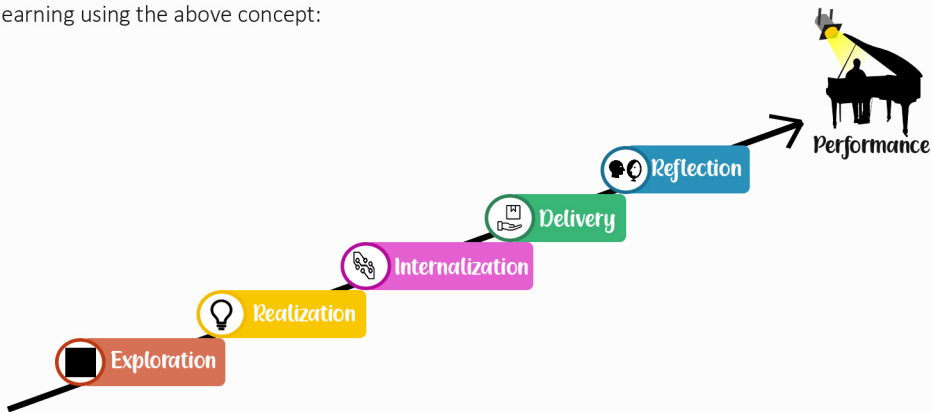 earning using the above concept:
Performance
Reflection
Delivery
Internalization
Realization
Exploration